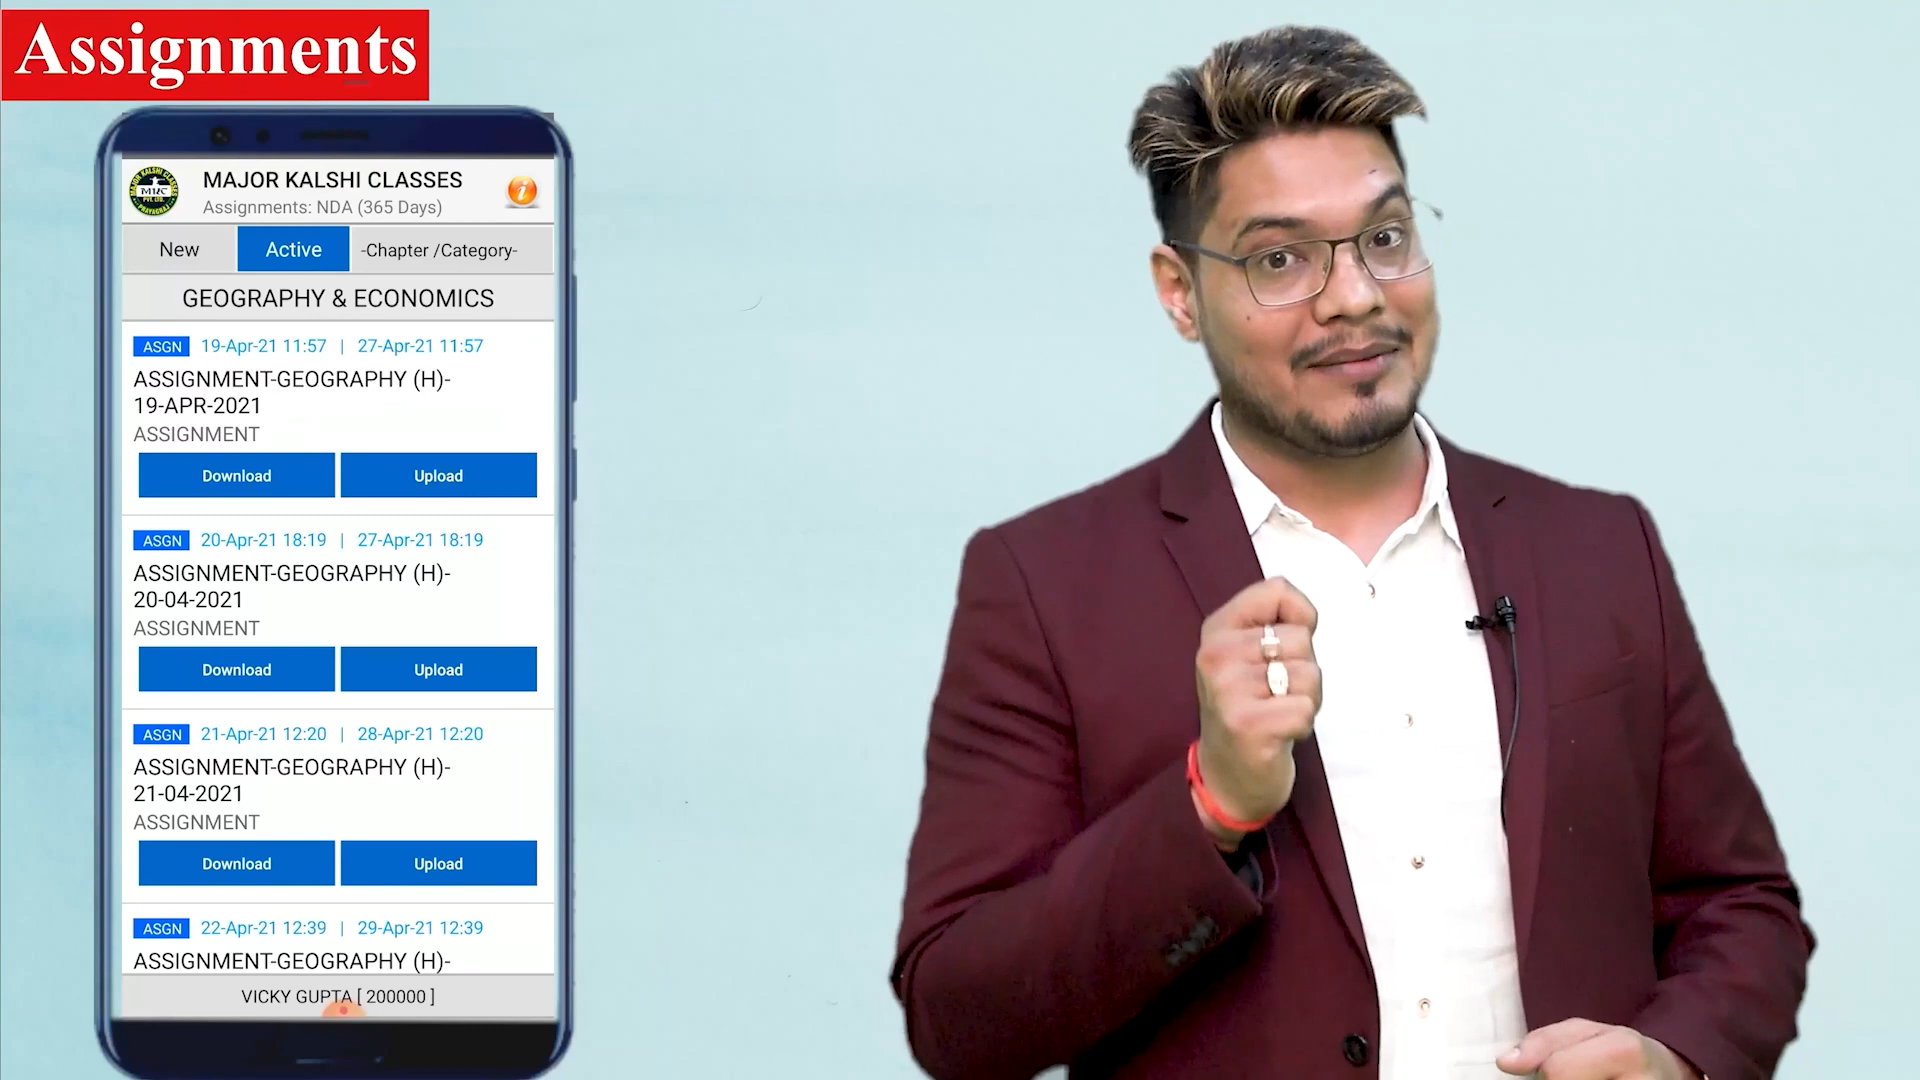 Assignments
MAJOR KALSHI CLASSES
Assignments: NDA (365 Days)
New Active -Chapter /Category-
GEOGRAPHY & ECONOMICS
ASGN 19-Apr-21 11:57 | 27-Apr-21 11:57
ASSIGNMENT-GEOGRAPHY (H)-
19-APR-2021
ASSIGNMENT
Download Upload
ASGN 20-Apr-21 18:19 | 27-Apr-21 18:19
ASSIGNMENT-GEOGRAPHY (H)-
20-04-2021
ASSIGNMENT
Download Upload
ASGN 21-Apr-21 12:20 | 28-Apr-21 12:20
ASSIGNMENT-GEOGRAPHY (H)-
21-04-2021
ASSIGNMENT
Download Upload
ASGN 22-Apr-21 12:39 | 29-Apr-21 12:39
ASSIGNMENT-GEOGRAPHY (H)-
VICKY GUPTA [ 200000 ]